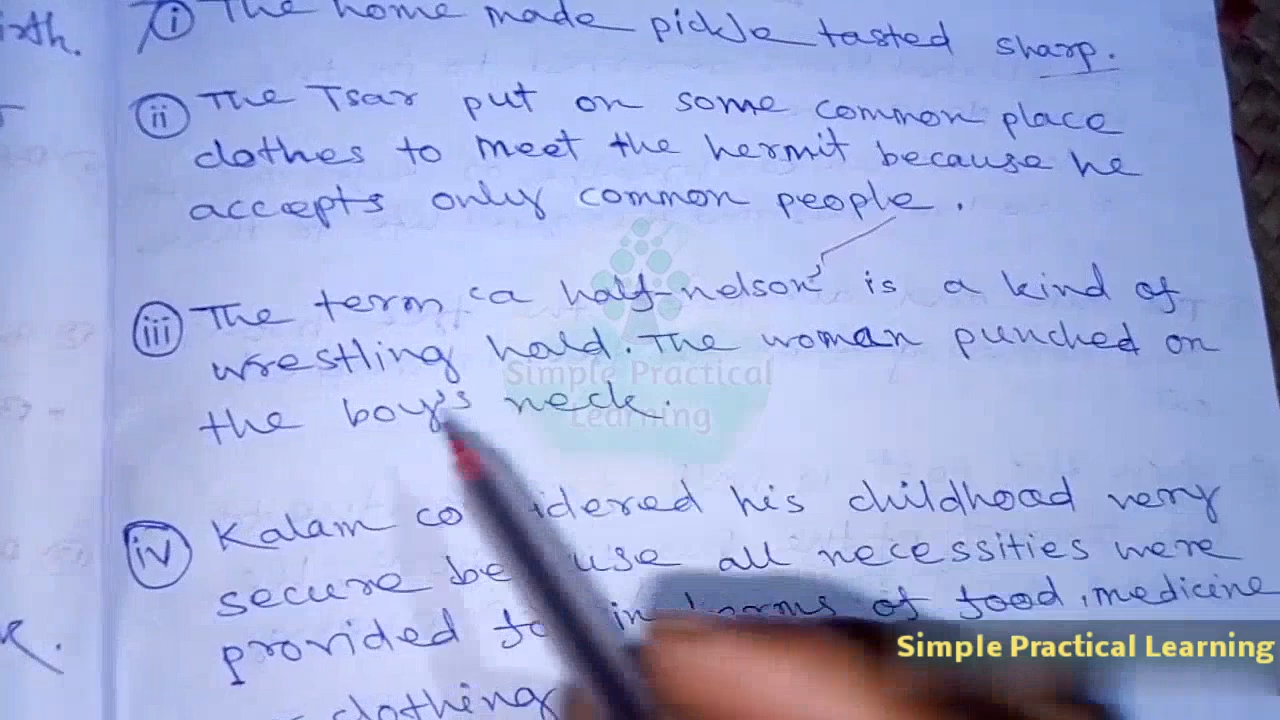 irth.
7) i The home made pickle tasted sharp.
ii The Tsar put on some common place
clothes to meet the hermit because he
accepts only common people.
iii The term 'a half-nelson' is a kind of
wrestling hold. The woman punched on
the boy's neck.
iv Kalam considered his childhood very
secure because all necessities were
provided in terms of food, medicine
clothing
Simple Practical
Learning
Simple Practical Learning